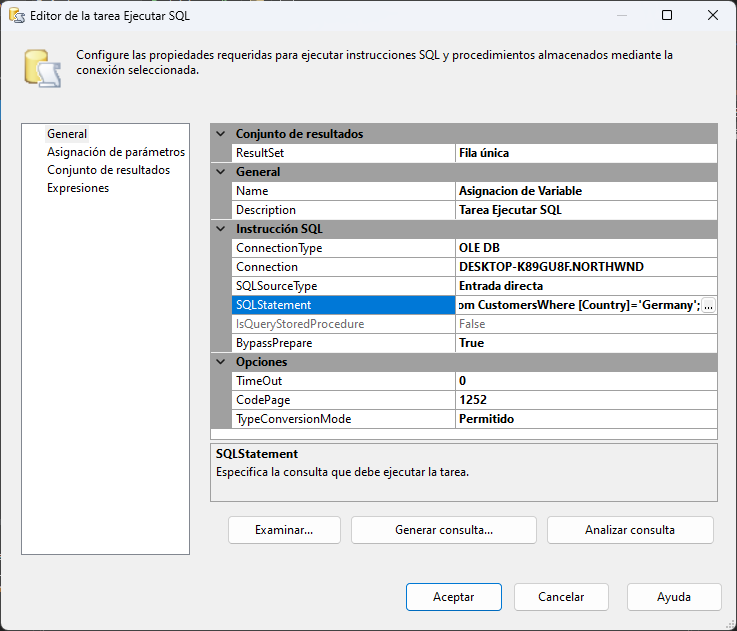 Editor de la tarea Ejecutar SQL
Configure las propiedades requeridas para ejecutar instrucciones SQL y procedimientos almacenados mediante la
conexión seleccionada.
General
Asignación de parámetros
Conjunto de resultados
Expresiones
Conjunto de resultados
ResultSet Fila única
General
Name Asignacion de Variable
Description Tarea Ejecutar SQL
Instrucción SQL
ConnectionType OLE DB
Connection DESKTOP-K89GU8F.NORTHWND
SQLSourceType Entrada directa
SQLStatement om CustomersWhere [Country]='Germany'; ...
IsQueryStoredProcedure False
BypassPrepare True
Opciones
TimeOut 0
CodePage 1252
TypeConversionMode Permitido
SQLStatement
Especifica la consulta que debe ejecutar la tarea.
Examinar... Generar consulta... Analizar consulta
Aceptar Cancelar Ayuda